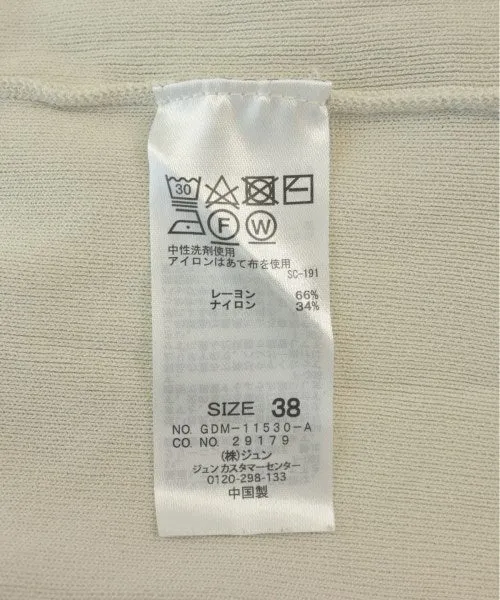 30
F W
中性洗剤使用
アイロンはあて布を使用
SC-191
レーヨン 66%
ナイロン 34%
SIZE 38
NO. GDM-11530-A
CO. NO. 29179
(株)ジュン
ジュン カスタマーセンター
0120-298-133
中国製